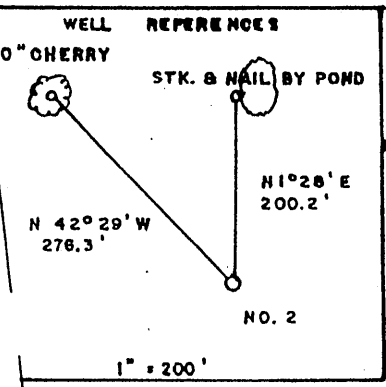 WELL REFERENCES
0" CHERRY
STK. & NAIL BY POND
N 1° 28' E
200.2'
N 42° 29' W
276.3'
NO. 2
1" = 200'